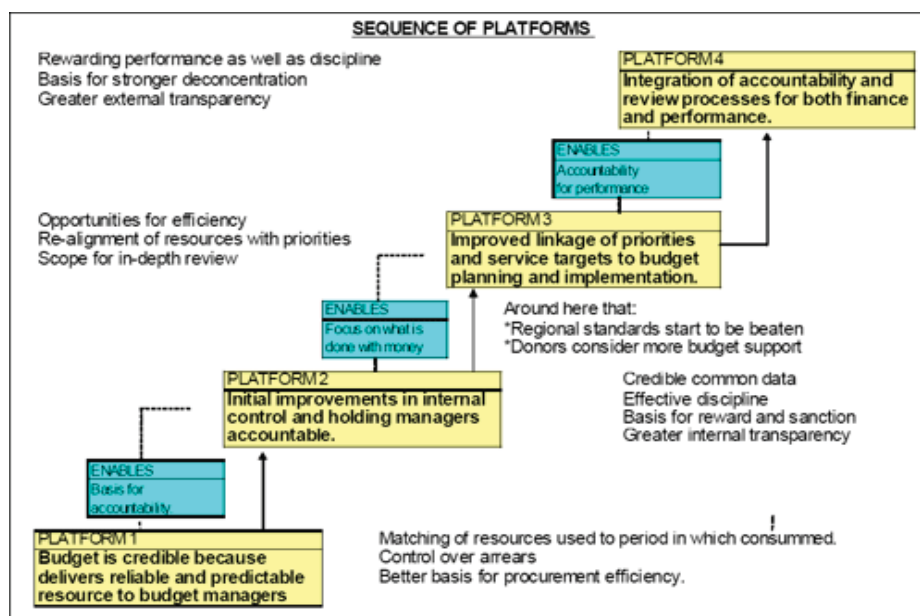 SEQUENCE OF PLATFORMS
Rewarding performance as well as discipline
Basis for stronger deconcentration
Greater external transparency
PLATFORM 4
Integration of accountability and
review processes for both finance
and performance.
ENABLES
Accountability
for performance
Opportunities for efficiency
Re-alignment of resources with priorities
Scope for in-depth review
PLATFORM 3
Improved linkage of priorities
and service targets to budget
planning and implementation.
ENABLES
Focus on what is
done with money
Around here that:
*Regional standards start to be beaten
*Donors consider more budget support
PLATFORM 2
Initial improvements in internal
control and holding managers
accountable.
Credible common data
Effective discipline
Basis for reward and sanction
Greater internal transparency
ENABLES
Basis for
accountability
PLATFORM 1
Budget is credible because
delivers reliable and predictable
resource to budget managers
Matching of resources used to period in which consummed.
Control over arrears
Better basis for procurement efficiency.